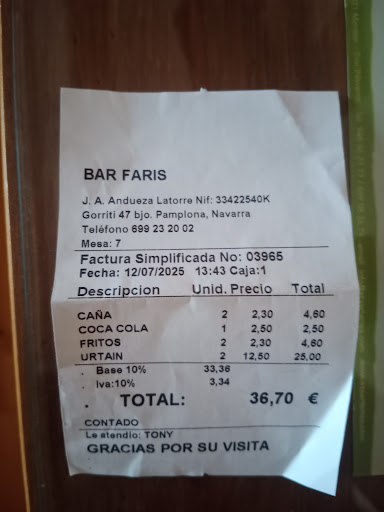 BAR FARIS
J. A. Andueza Latorre Nif: 33422540K
Gorriti 47 bjo. Pamplona, Navarra
Teléfono 699 23 20 02
Mesa: 7
Factura Simplificada No: 03965
Fecha: 12/07/2025 13:43 Caja:1
Descripcion Unid. Precio Total
CAÑA 2 2,30 4,60
COCA COLA 1 2,50 2,50
FRITOS 2 2,30 4,60
URTAIN 2 12,50 25,00
. Base 10% 33,36
. Iva:10% 3,34
. TOTAL: 36,70 €
CONTADO
Le atendio: TONY
GRACIAS POR SU VISITA